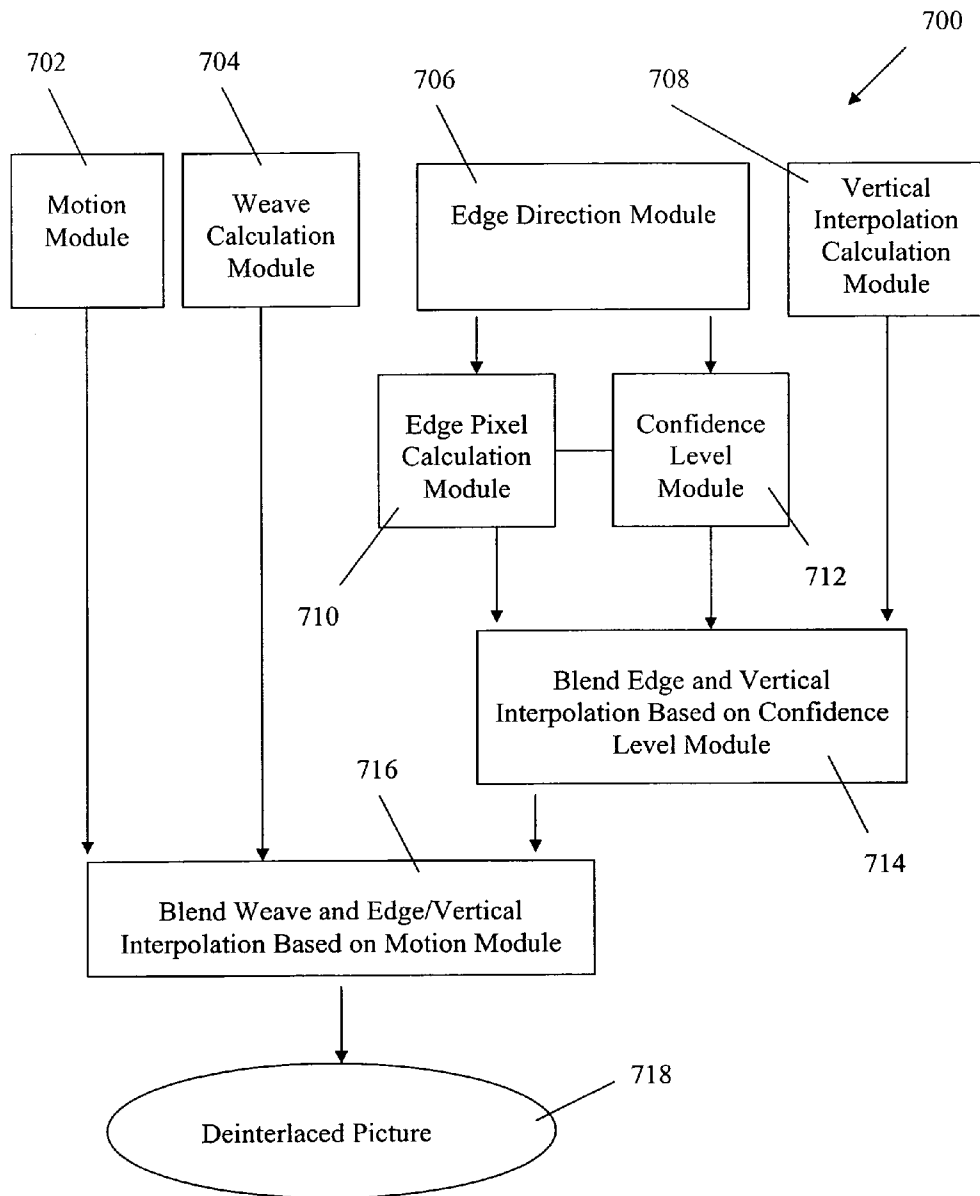 700
702
704
706
708
Motion
Module
Weave
Calculation
Module
Edge Direction Module
Vertical
Interpolation
Calculation
Module
Edge Pixel
Calculation
Module
Confidence
Level
Module
710
712
Blend Edge and Vertical
Interpolation Based on Confidence
Level Module
716
714
Blend Weave and Edge/Vertical
Interpolation Based on Motion Module
718
Deinterlaced Picture